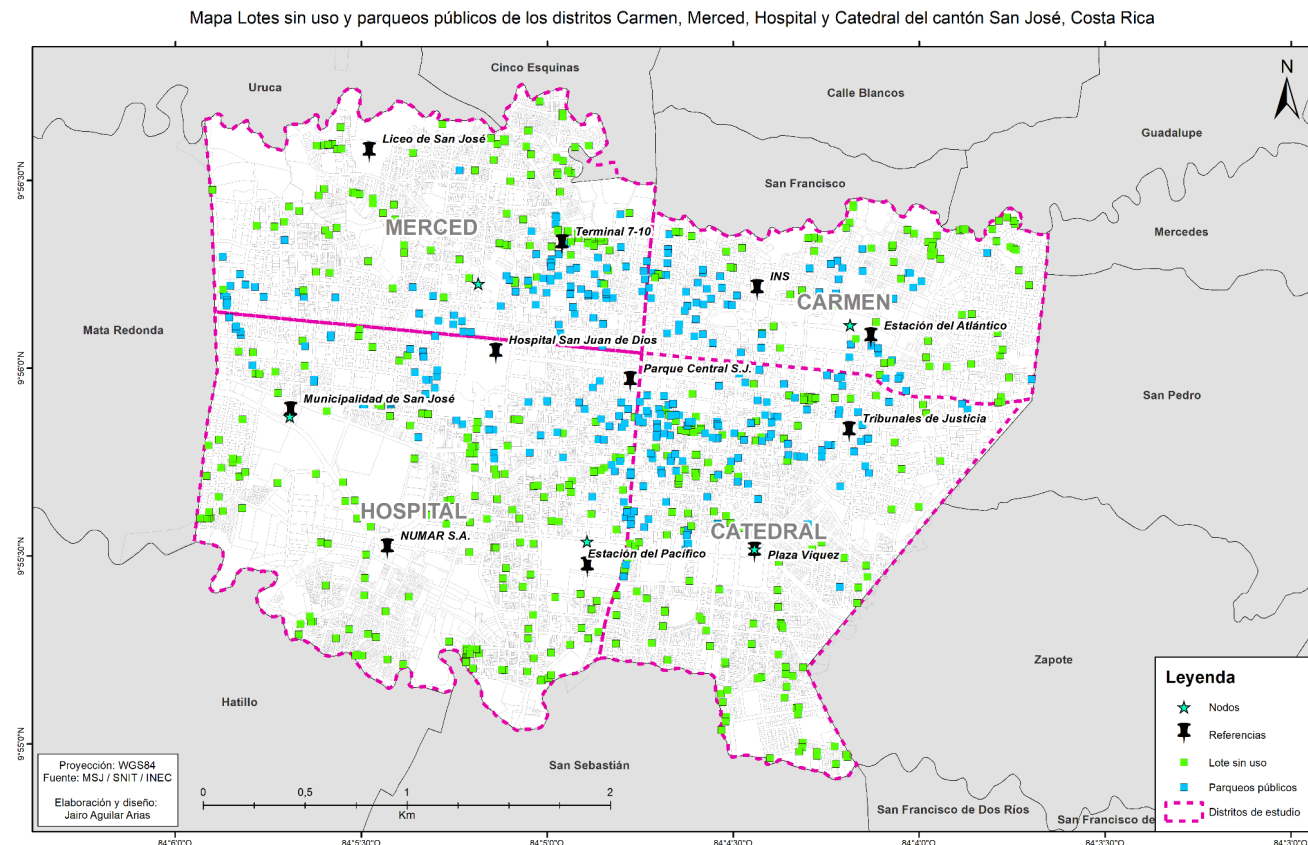 Mapa Lotes sin uso y parqueos públicos de los distritos Carmen, Merced, Hospital y Catedral del cantón San José, Costa Rica
Cinco Esquinas
Uruca
Calle Blancos
N
Guadalupe
Liceo de San José
9°56'30"N
San Francisco
MERCED
Terminal 7-10
Mercedes
INS
CARMEN
Estación del Atlántico
Mata Redonda
Hospital San Juan de Dios
9°56'0"N
Parque Central S.J.
San Pedro
Municipalidad de San José
Tribunales de Justicia
HOSPITAL
CATEDRAL
NUMAR S.A.
Estación del Pacífico
Plaza Víquez
9°55'30"N
Zapote
Hatillo
Leyenda
Nodos
Referencias
Lote sin uso
Parqueos públicos
Distritos de estudio
9°55'0"N
San Sebastián
Proyección: WGS84
Fuente: MSJ / SNIT / INEC
Elaboración y diseño:
Jairo Aguilar Arias
0 0,5 1 2
Km
San Francisco de Dos Ríos
San Francisco de
84°6'0"O 84°5'30"O 84°5'0"O 84°4'30"O 84°4'0"O 84°3'30"O 84°3'0"O